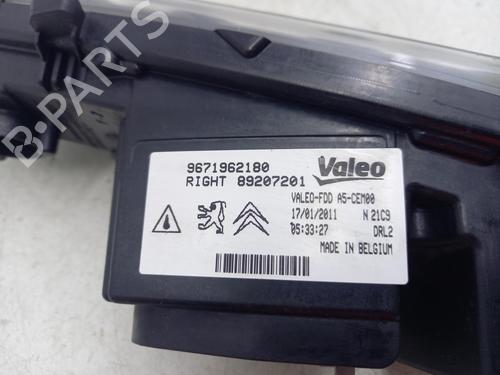 9671962180
RIGHT 89207201
Valeo
VALEO-FDD A5-CEM00
17/01/2011 N 21C9
05:33:27 DRL2
MADE IN BELGIUM
B-PARTS